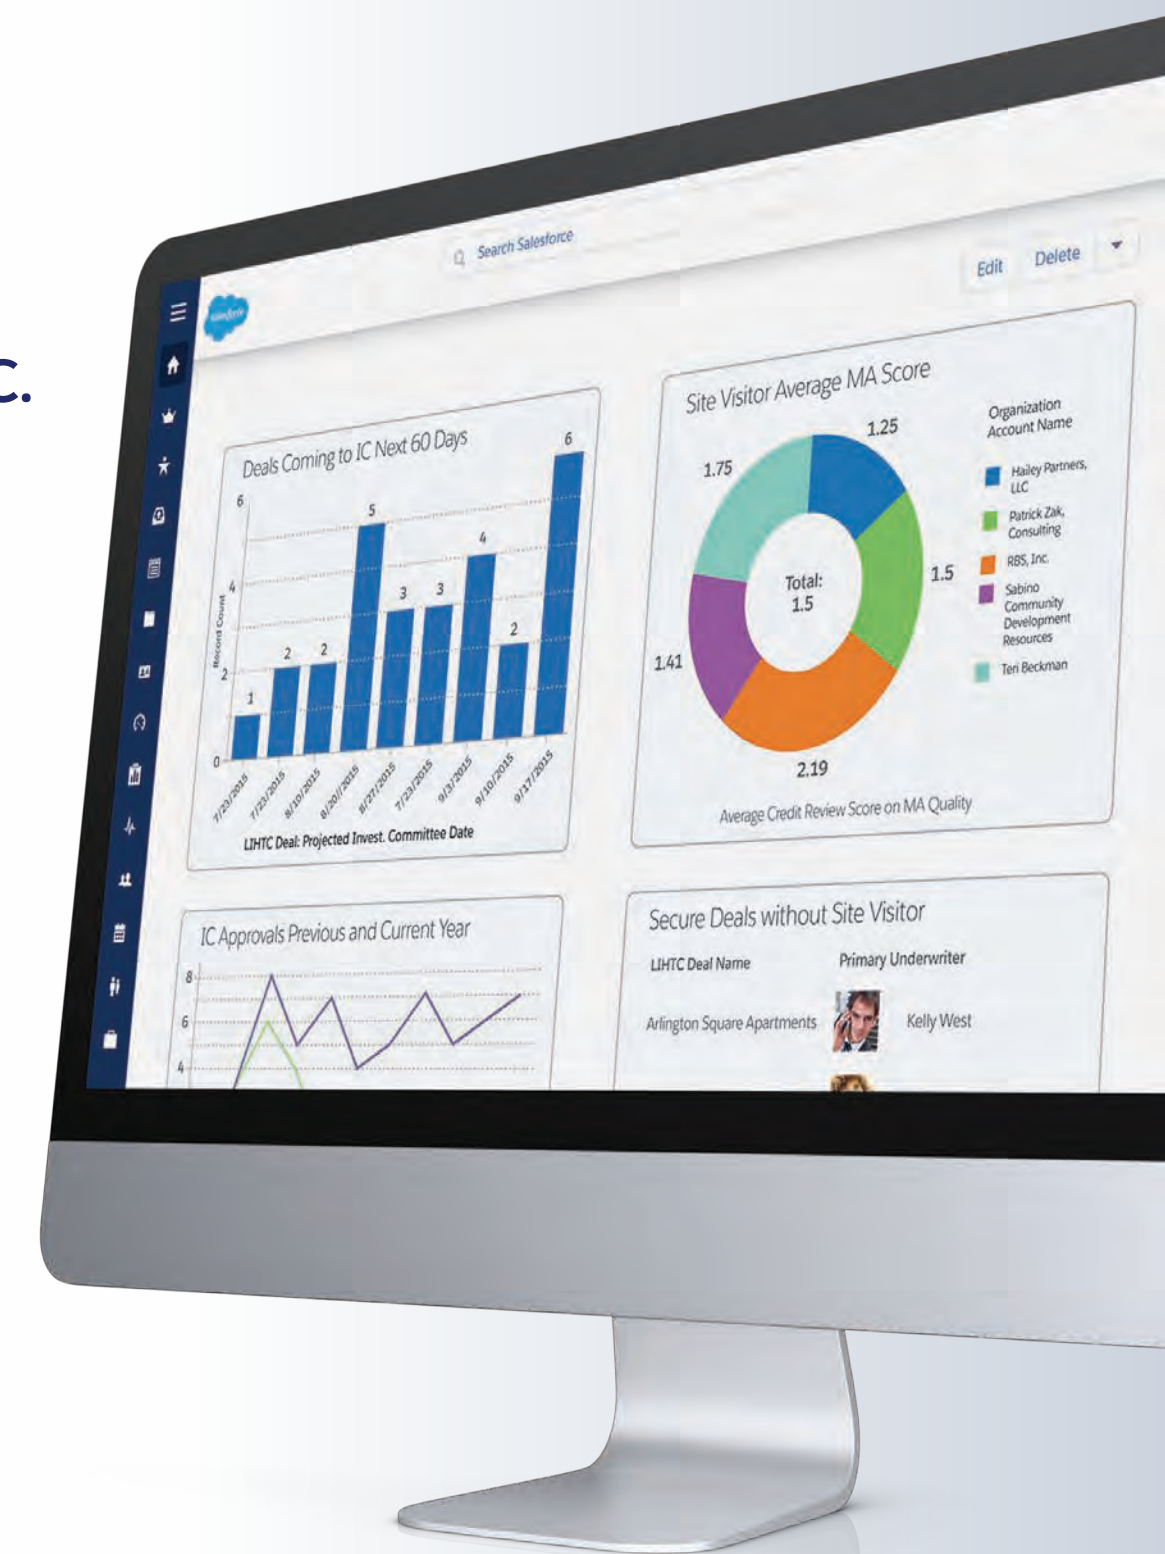 C.
Search Salesforce
Edit
Delete
salesforce
Deals Coming to IC Next 60 Days
6
4
2
0
Record Count
1
2
2
5
3
3
4
2
6
7/23/2015
7/23/2015
8/10/2015
8/20//2015
8/27/2015
7/23/2015
9/3/2015
9/10/2015
9/17/2015
LIHTC Deal: Projected Invest. Committee Date
Site Visitor Average MA Score
1.25
1.5
2.19
1.41
1.75
Total:
1.5
Organization
Account Name
Hailey Partners,
LLC
Patrick Zak,
Consulting
RBS, Inc.
Sabino
Community
Development
Resources
Teri Beckman
Average Credit Review Score on MA Quality
IC Approvals Previous and Current Year
8
6
4
Secure Deals without Site Visitor
LIHTC Deal Name
Primary Underwriter
Arlington Square Apartments
Kelly West